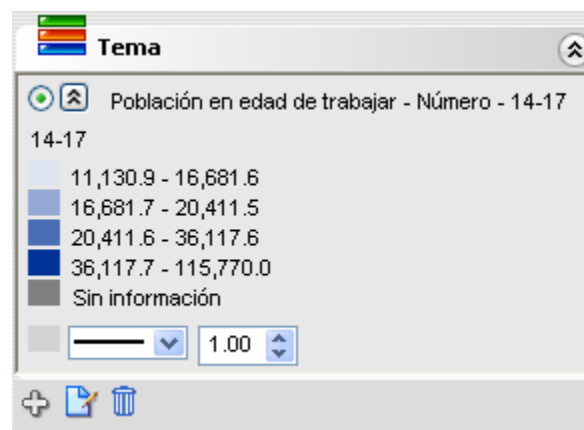 Tema
Población en edad de trabajar - Número - 14-17
14-17
11,130.9 - 16,681.6
16,681.7 - 20,411.5
20,411.6 - 36,117.6
36,117.7 - 115,770.0
Sin información
1.00